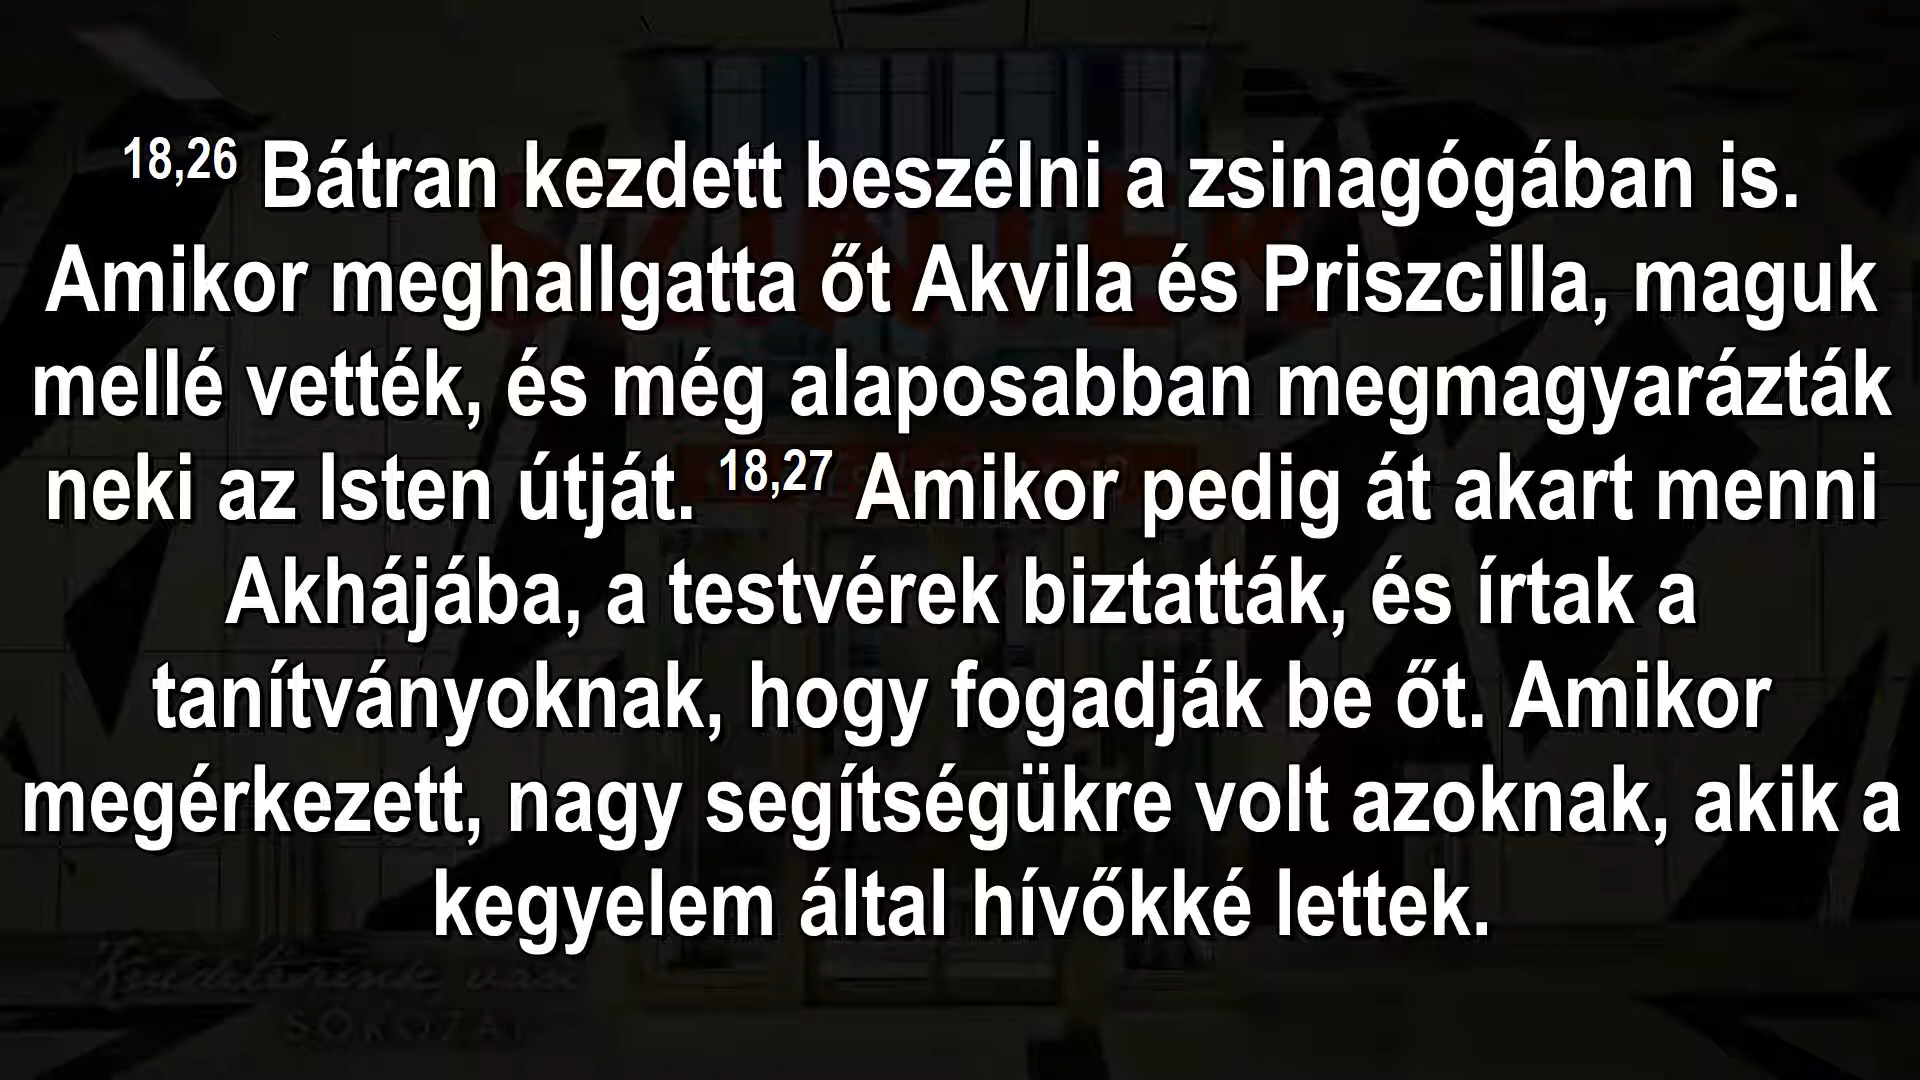 18,26 Bátran kezdett beszélni a zsinagógában is.
Amikor meghallgatta őt Akvila és Priszcilla, maguk
mellé vették, és még alaposabban megmagyarázták
neki az Isten útját. 18,27 Amikor pedig át akart menni
Akhájába, a testvérek biztatták, és írtak a
tanítványoknak, hogy fogadják be őt. Amikor
megérkezett, nagy segítségükre volt azoknak, akik a
kegyelem által hívőkké lettek.